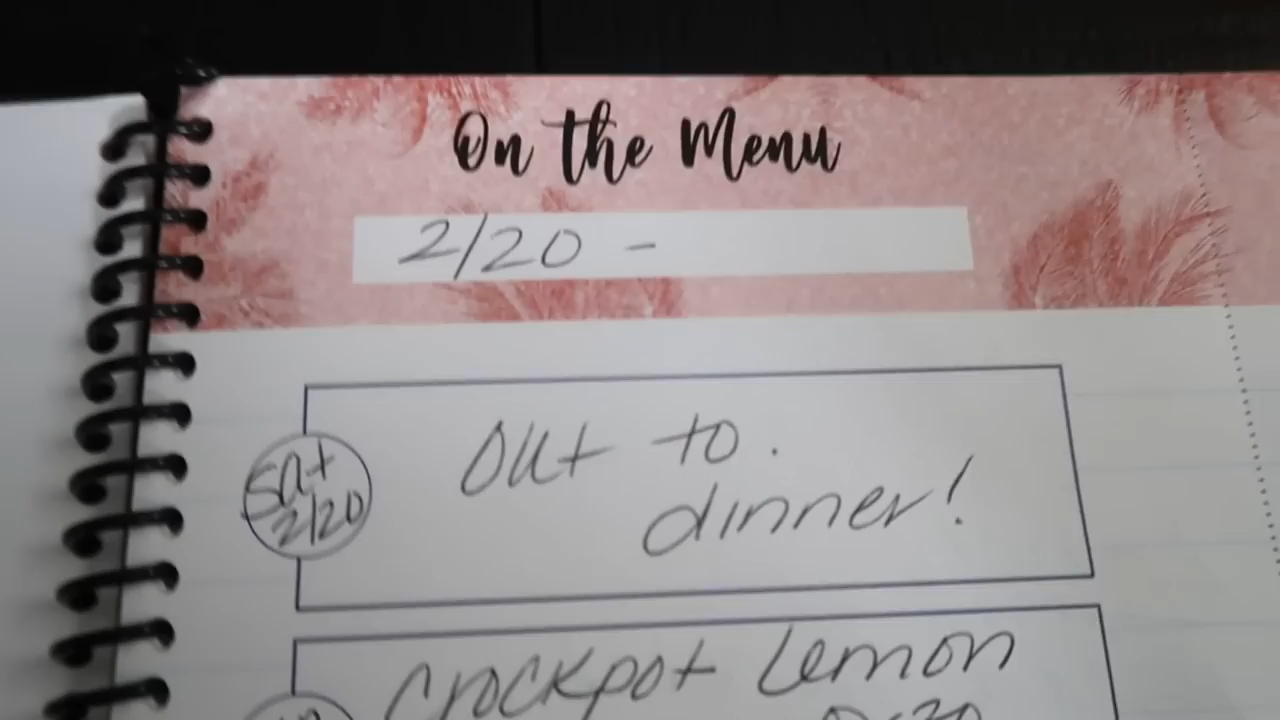 On the Menu
2/20 -
Sat
2/20
Out to.
dinner!
Crockpot Lemon